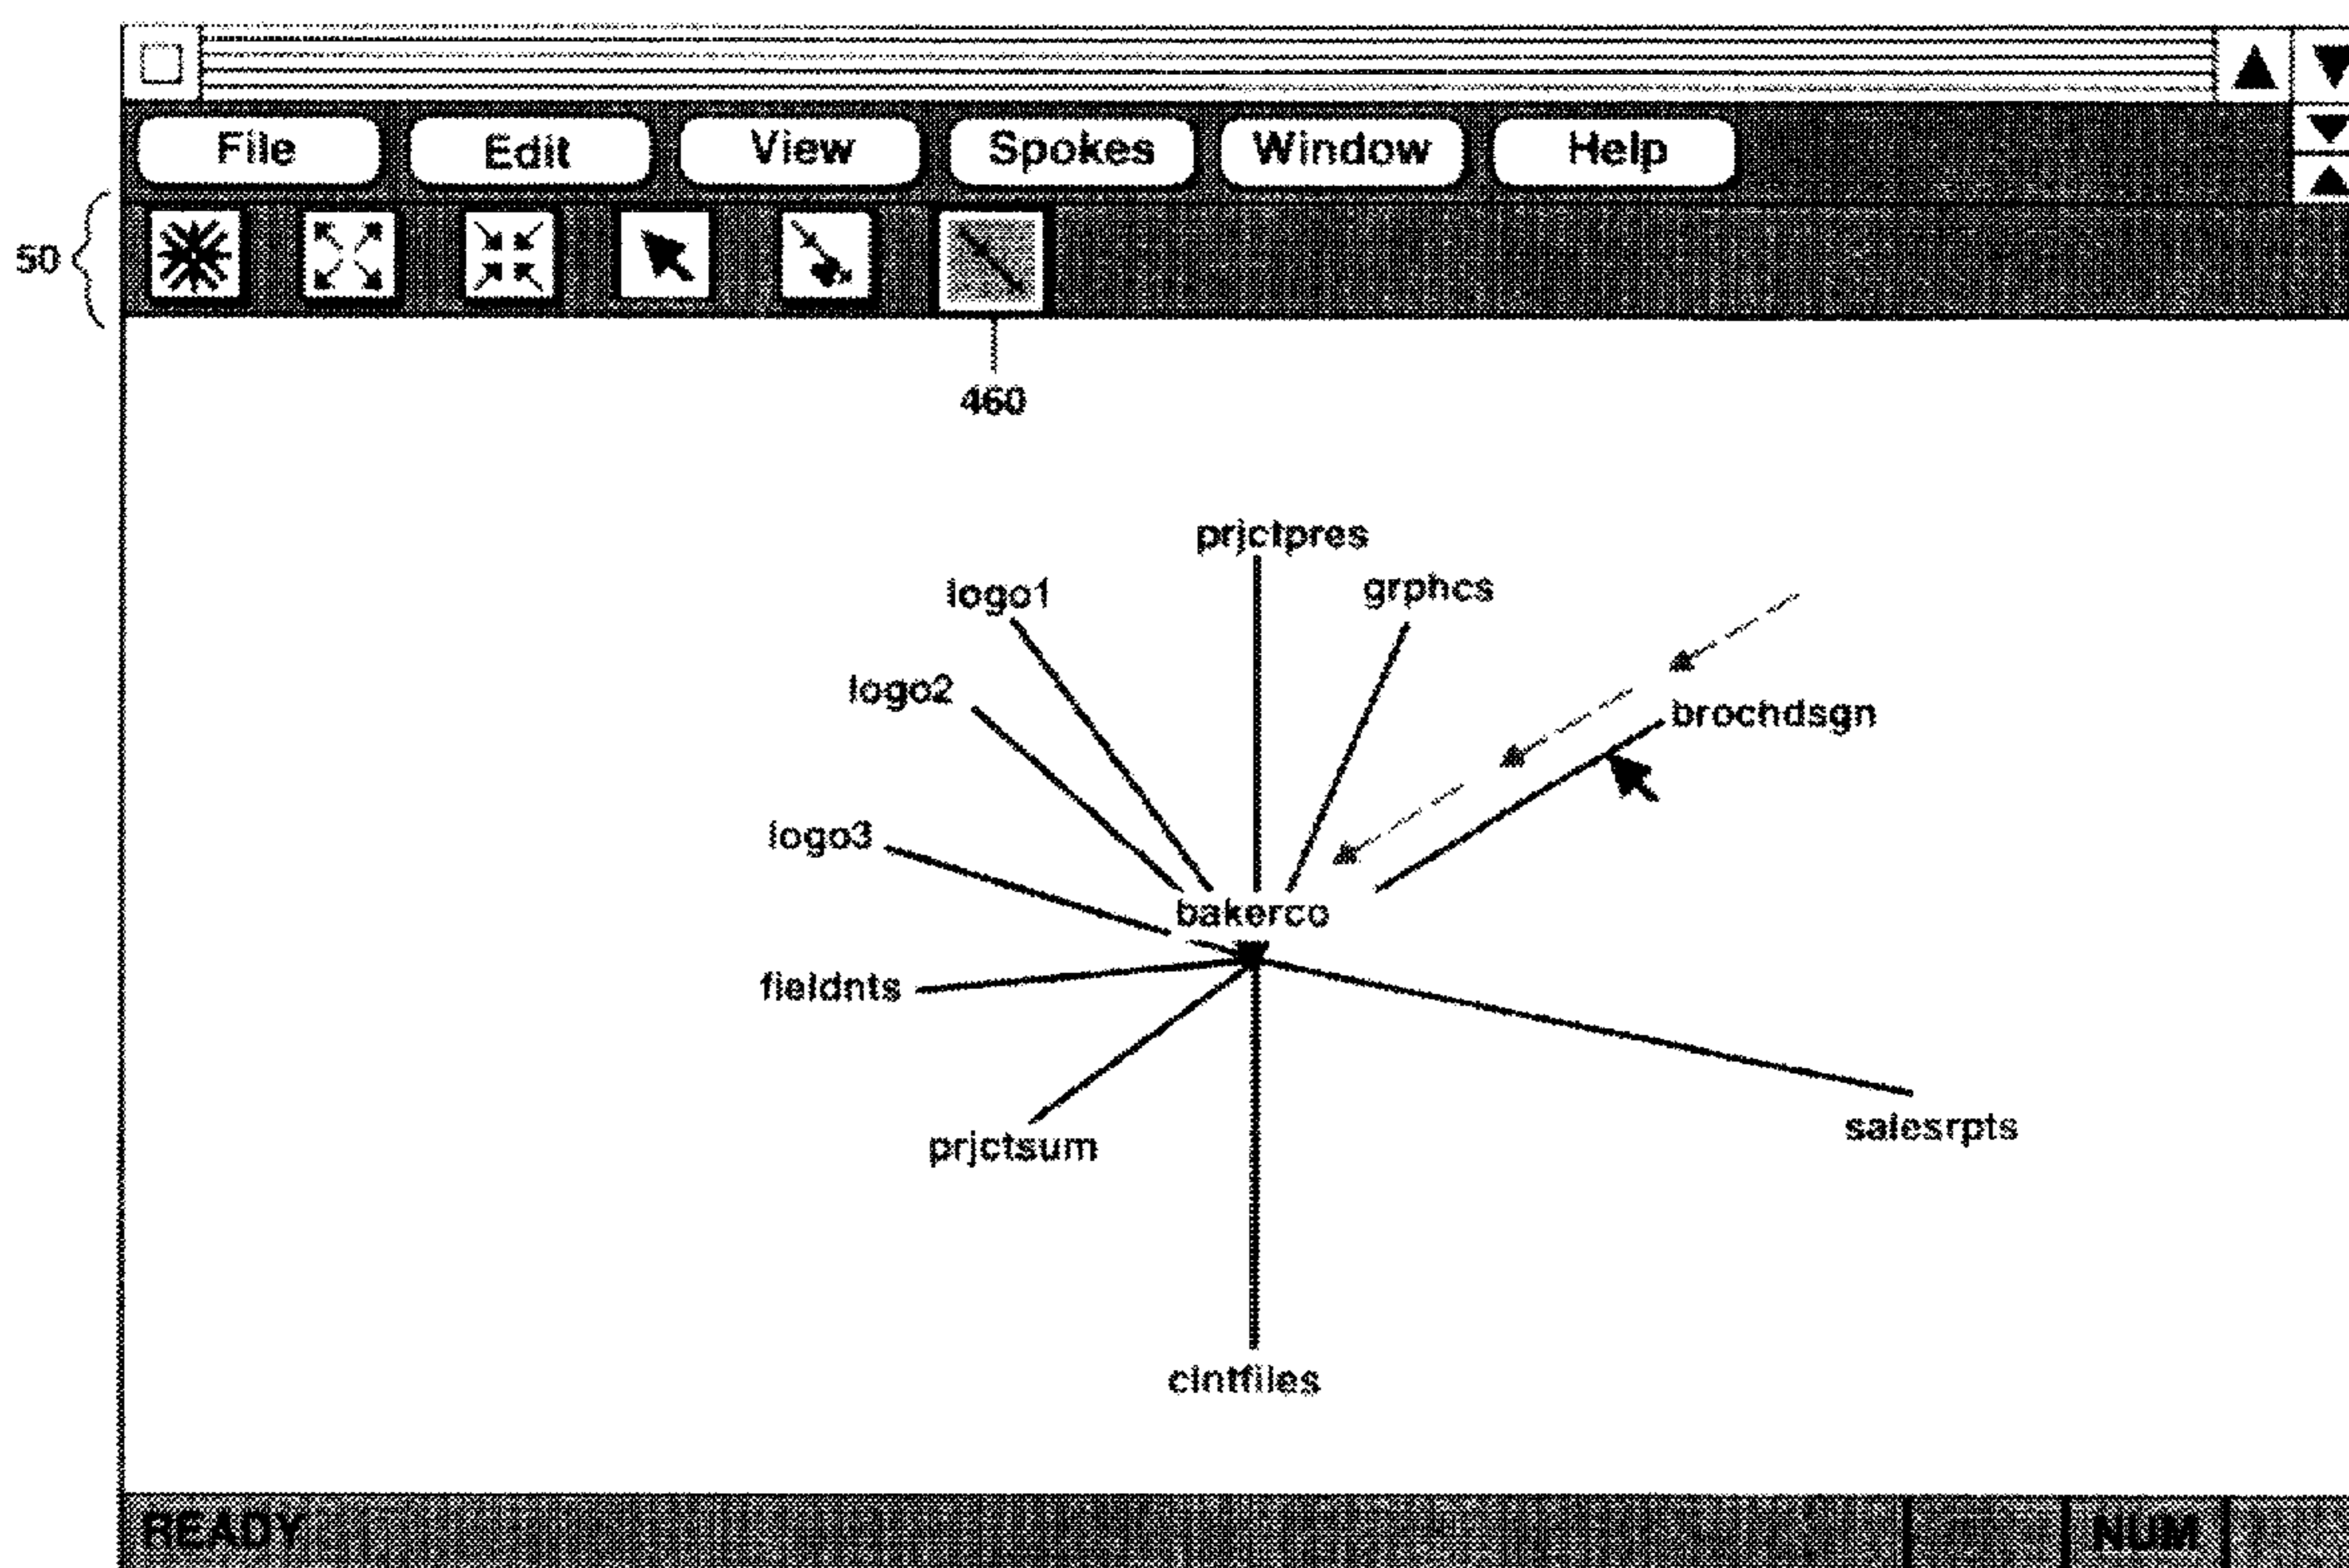 File Edit View Spokes Window Help
50
460
prjctpres
logo1
grphcs
logo2
brochdsgn
logo3
bakerco
fieldnts
salesrpts
prjctsum
clntfiles
READY NUM